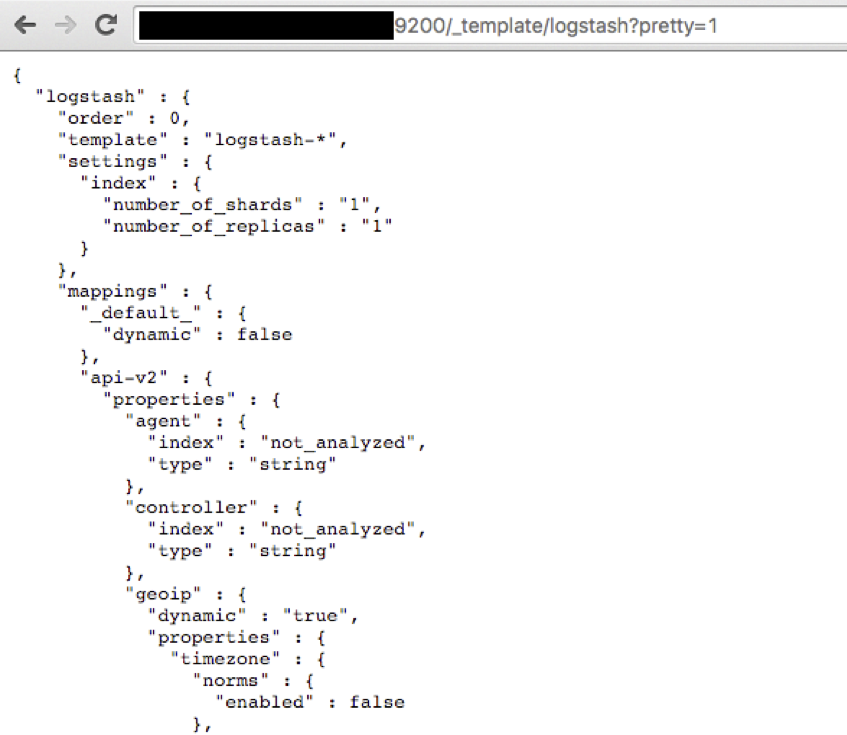 9200/_template/logstash?pretty=1
{
  "logstash" : {
    "order" : 0,
    "template" : "logstash-*",
    "settings" : {
      "index" : {
        "number_of_shards" : "1",
        "number_of_replicas" : "1"
      }
    },
    "mappings" : {
      "_default_" : {
        "dynamic" : false
      },
      "api-v2" : {
        "properties" : {
          "agent" : {
            "index" : "not_analyzed",
            "type" : "string"
          },
          "controller" : {
            "index" : "not_analyzed",
            "type" : "string"
          },
          "geoip" : {
            "dynamic" : "true",
            "properties" : {
              "timezone" : {
                "norms" : {
                  "enabled" : false
                },